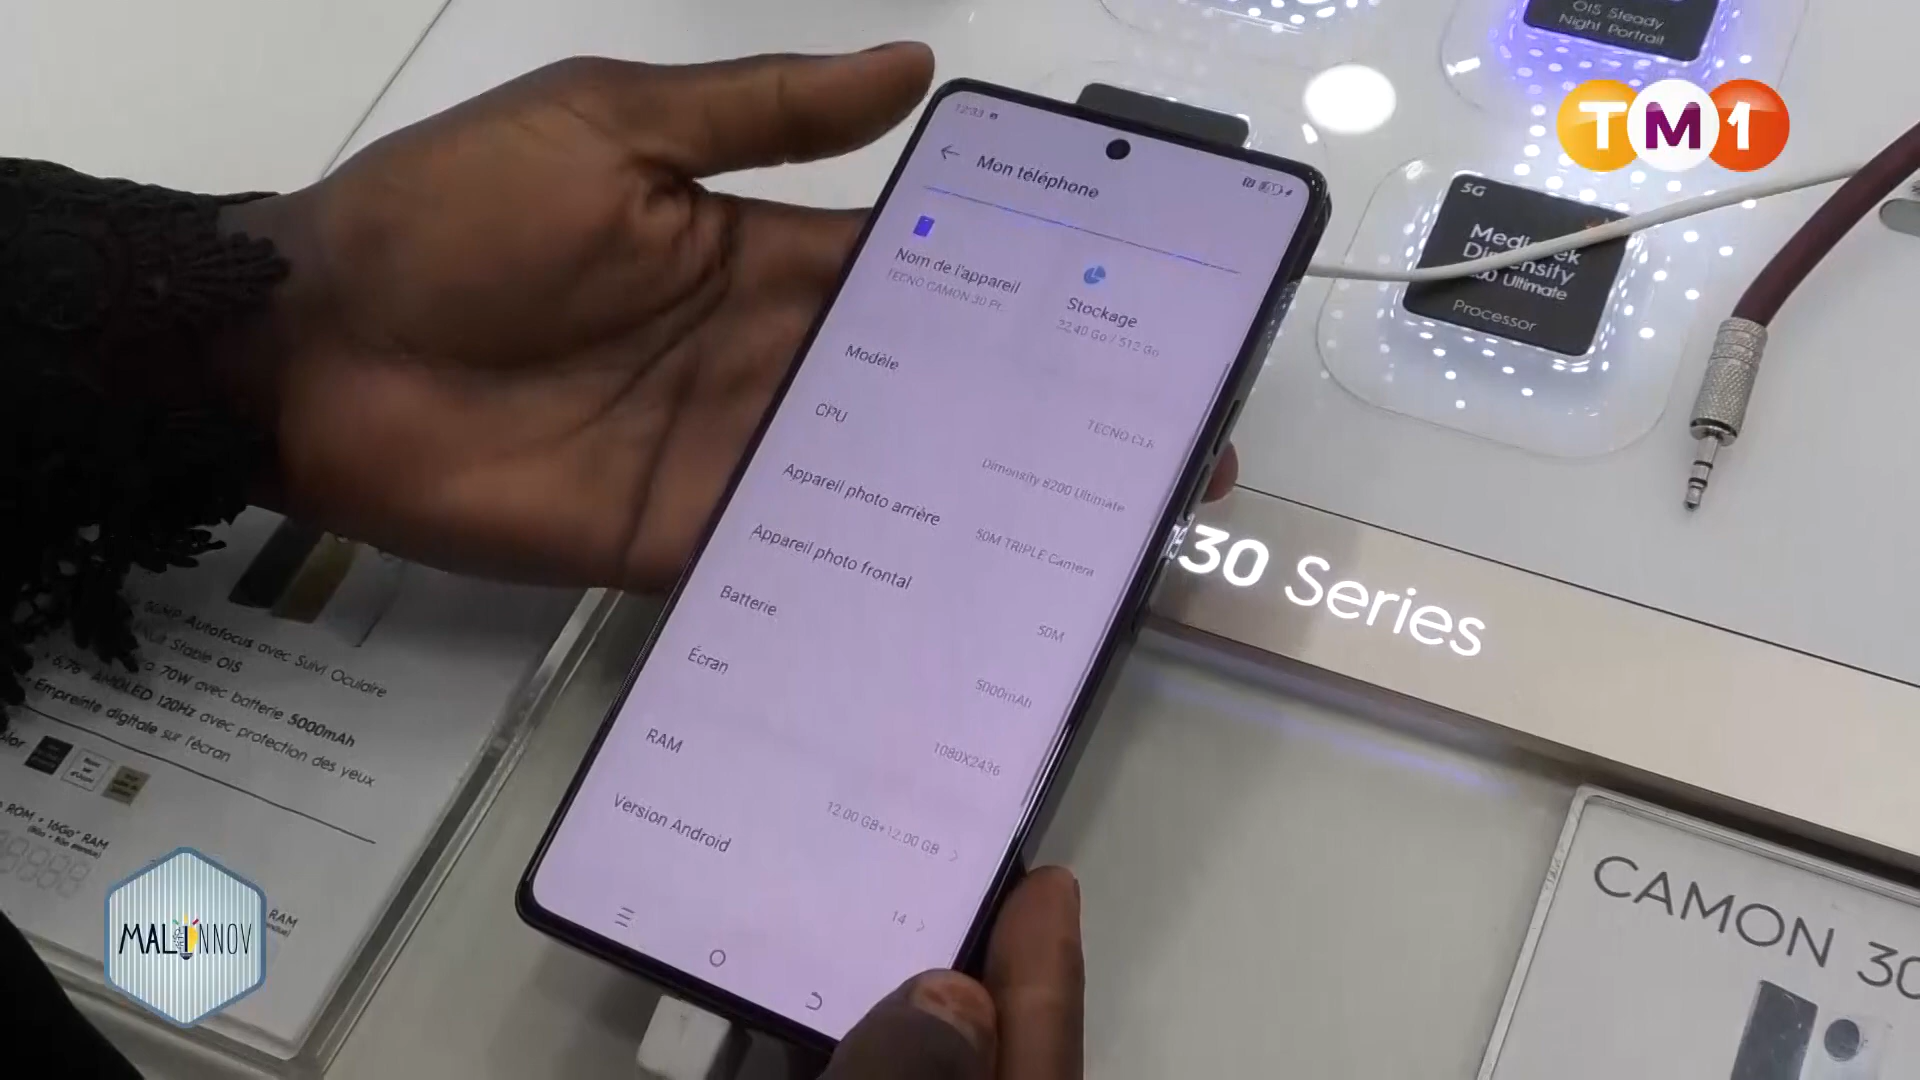 OIS Steady
Night Portrait
TM1
5G
Processor
12:33
Mon téléphone
Nom de l'appareil
TECNO CAMON 30 Pr...
Stockage
22.40 Go / 512 Go
Modèle
TECNO CL8
CPU
Dimensity 8200 Ultimate
Appareil photo arrière
50M TRIPLE Camera
Appareil photo frontal
50M
Batterie
5000mAh
Écran
1080X2436
RAM
12.00 GB+12.00 GB
Version Android
14
30 Series
CAMON 30
Autofocus avec Suivi Oculaire
Stable OIS
70W avec batterie 5000mAh
6,78" AMOLED 120Hz avec protection des yeux
Empreinte digitale sur l'écran
ROM + 16Go* RAM
RAM
MALINNOV